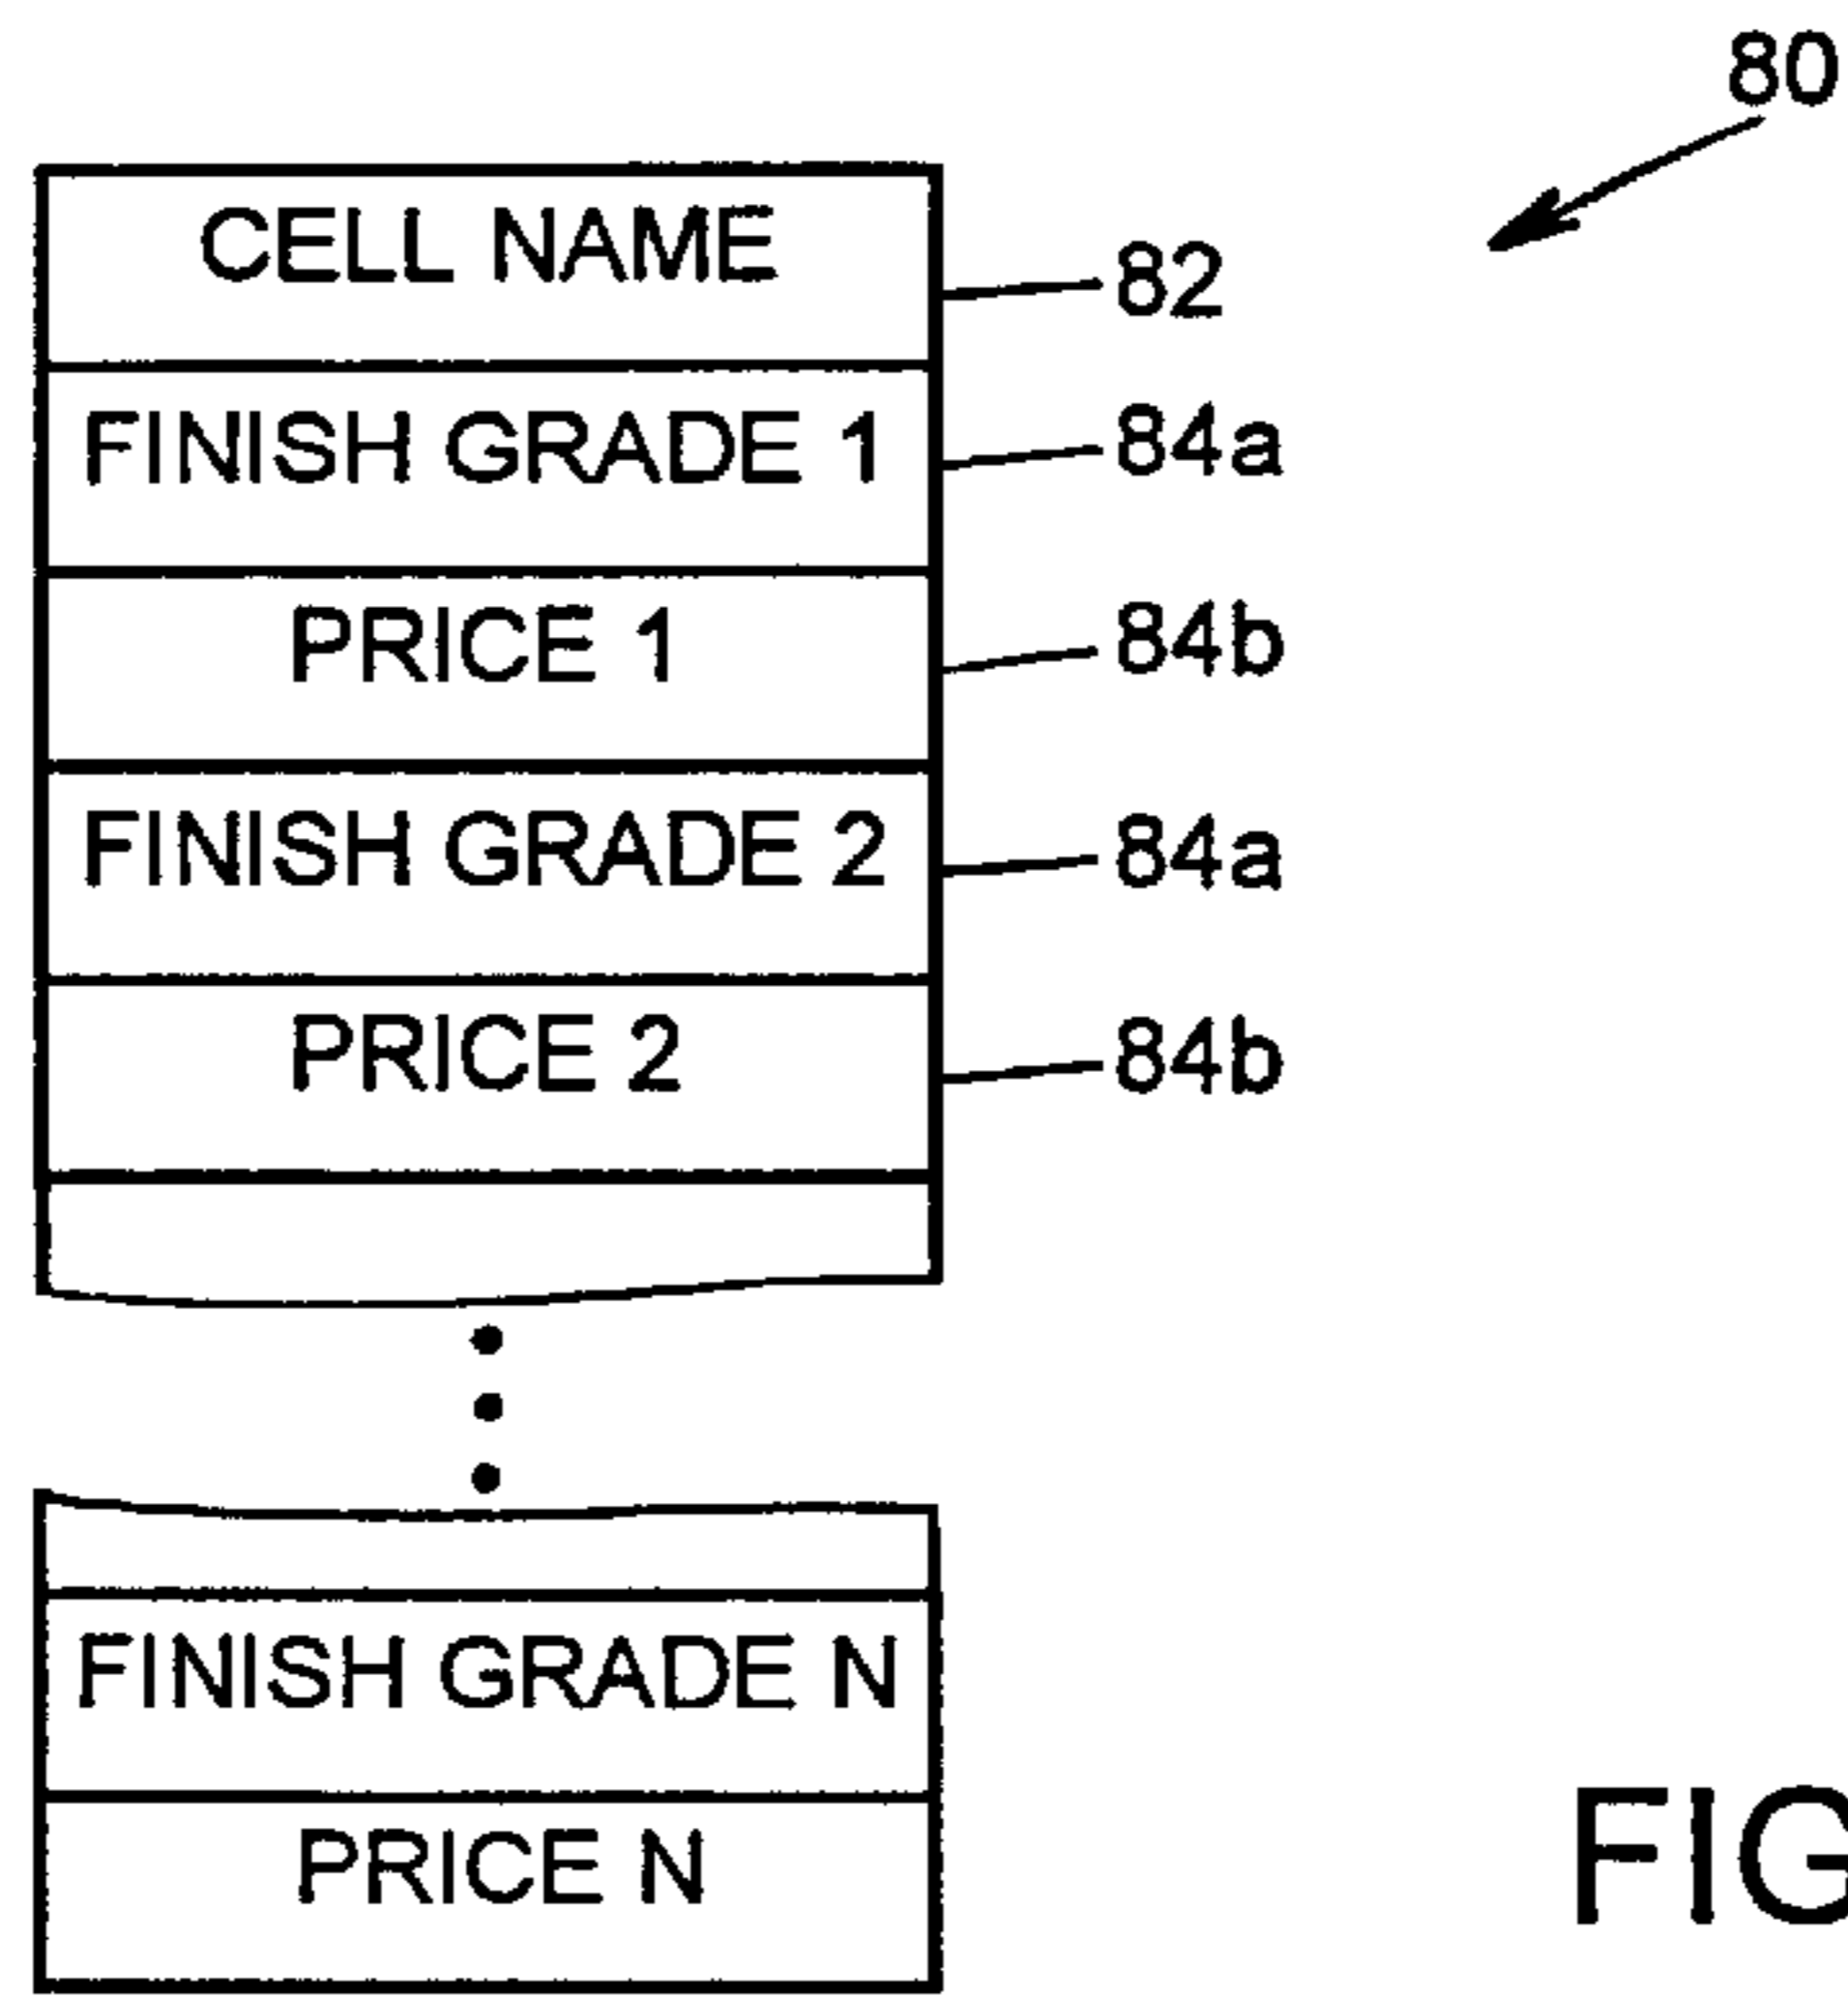 80
CELL NAME
82
FINISH GRADE 1
84a
PRICE 1
84b
FINISH GRADE 2
84a
PRICE 2
84b
FINISH GRADE N
PRICE N
FIG